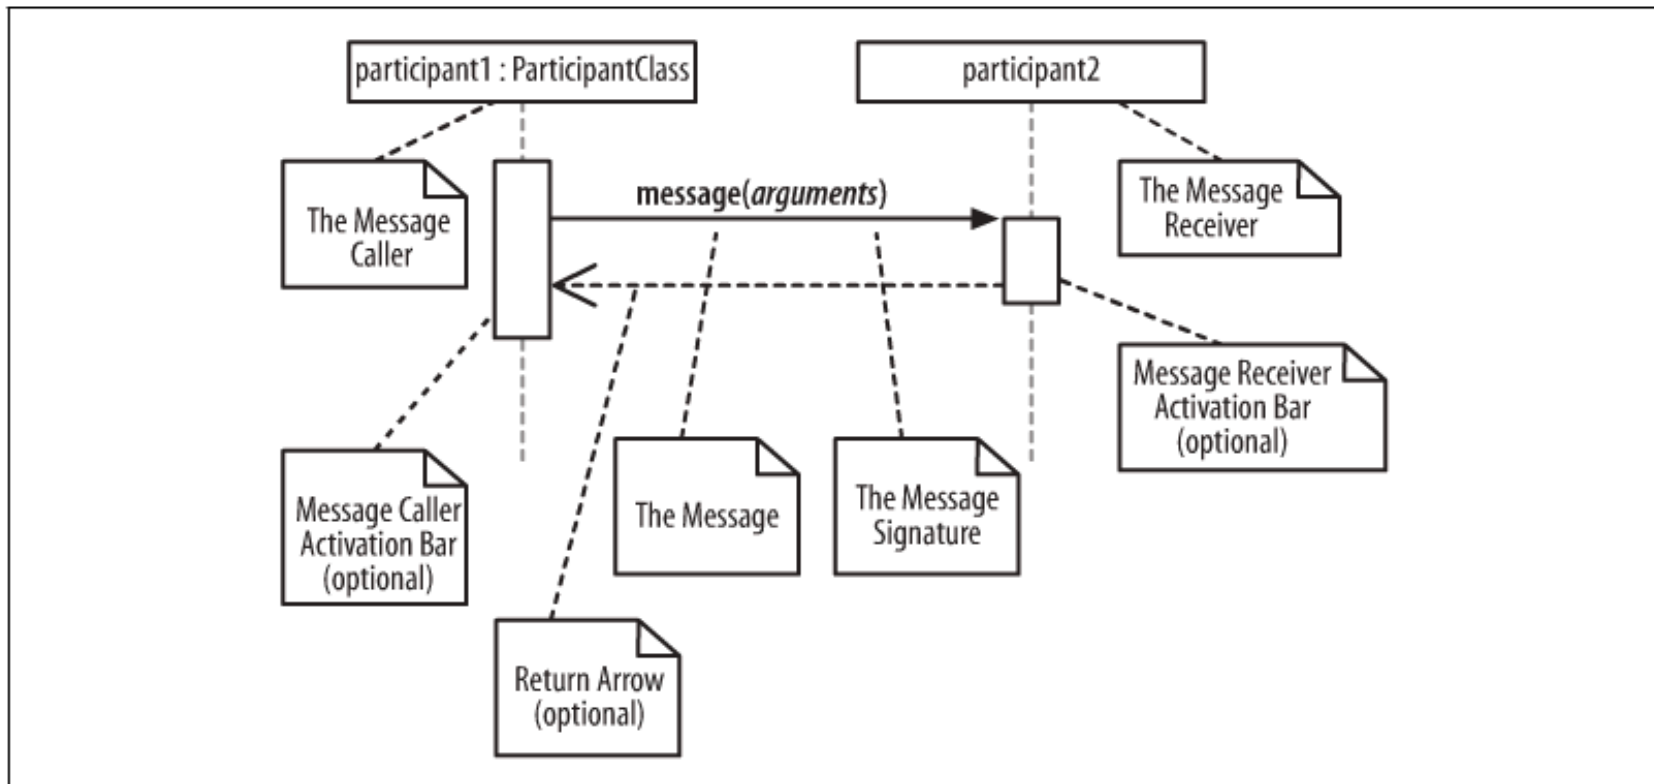 participant1 : ParticipantClass
participant2
The Message
Caller
message(arguments)
The Message
Receiver
Message Receiver
Activation Bar
(optional)
Message Caller
Activation Bar
(optional)
The Message
The Message
Signature
Return Arrow
(optional)